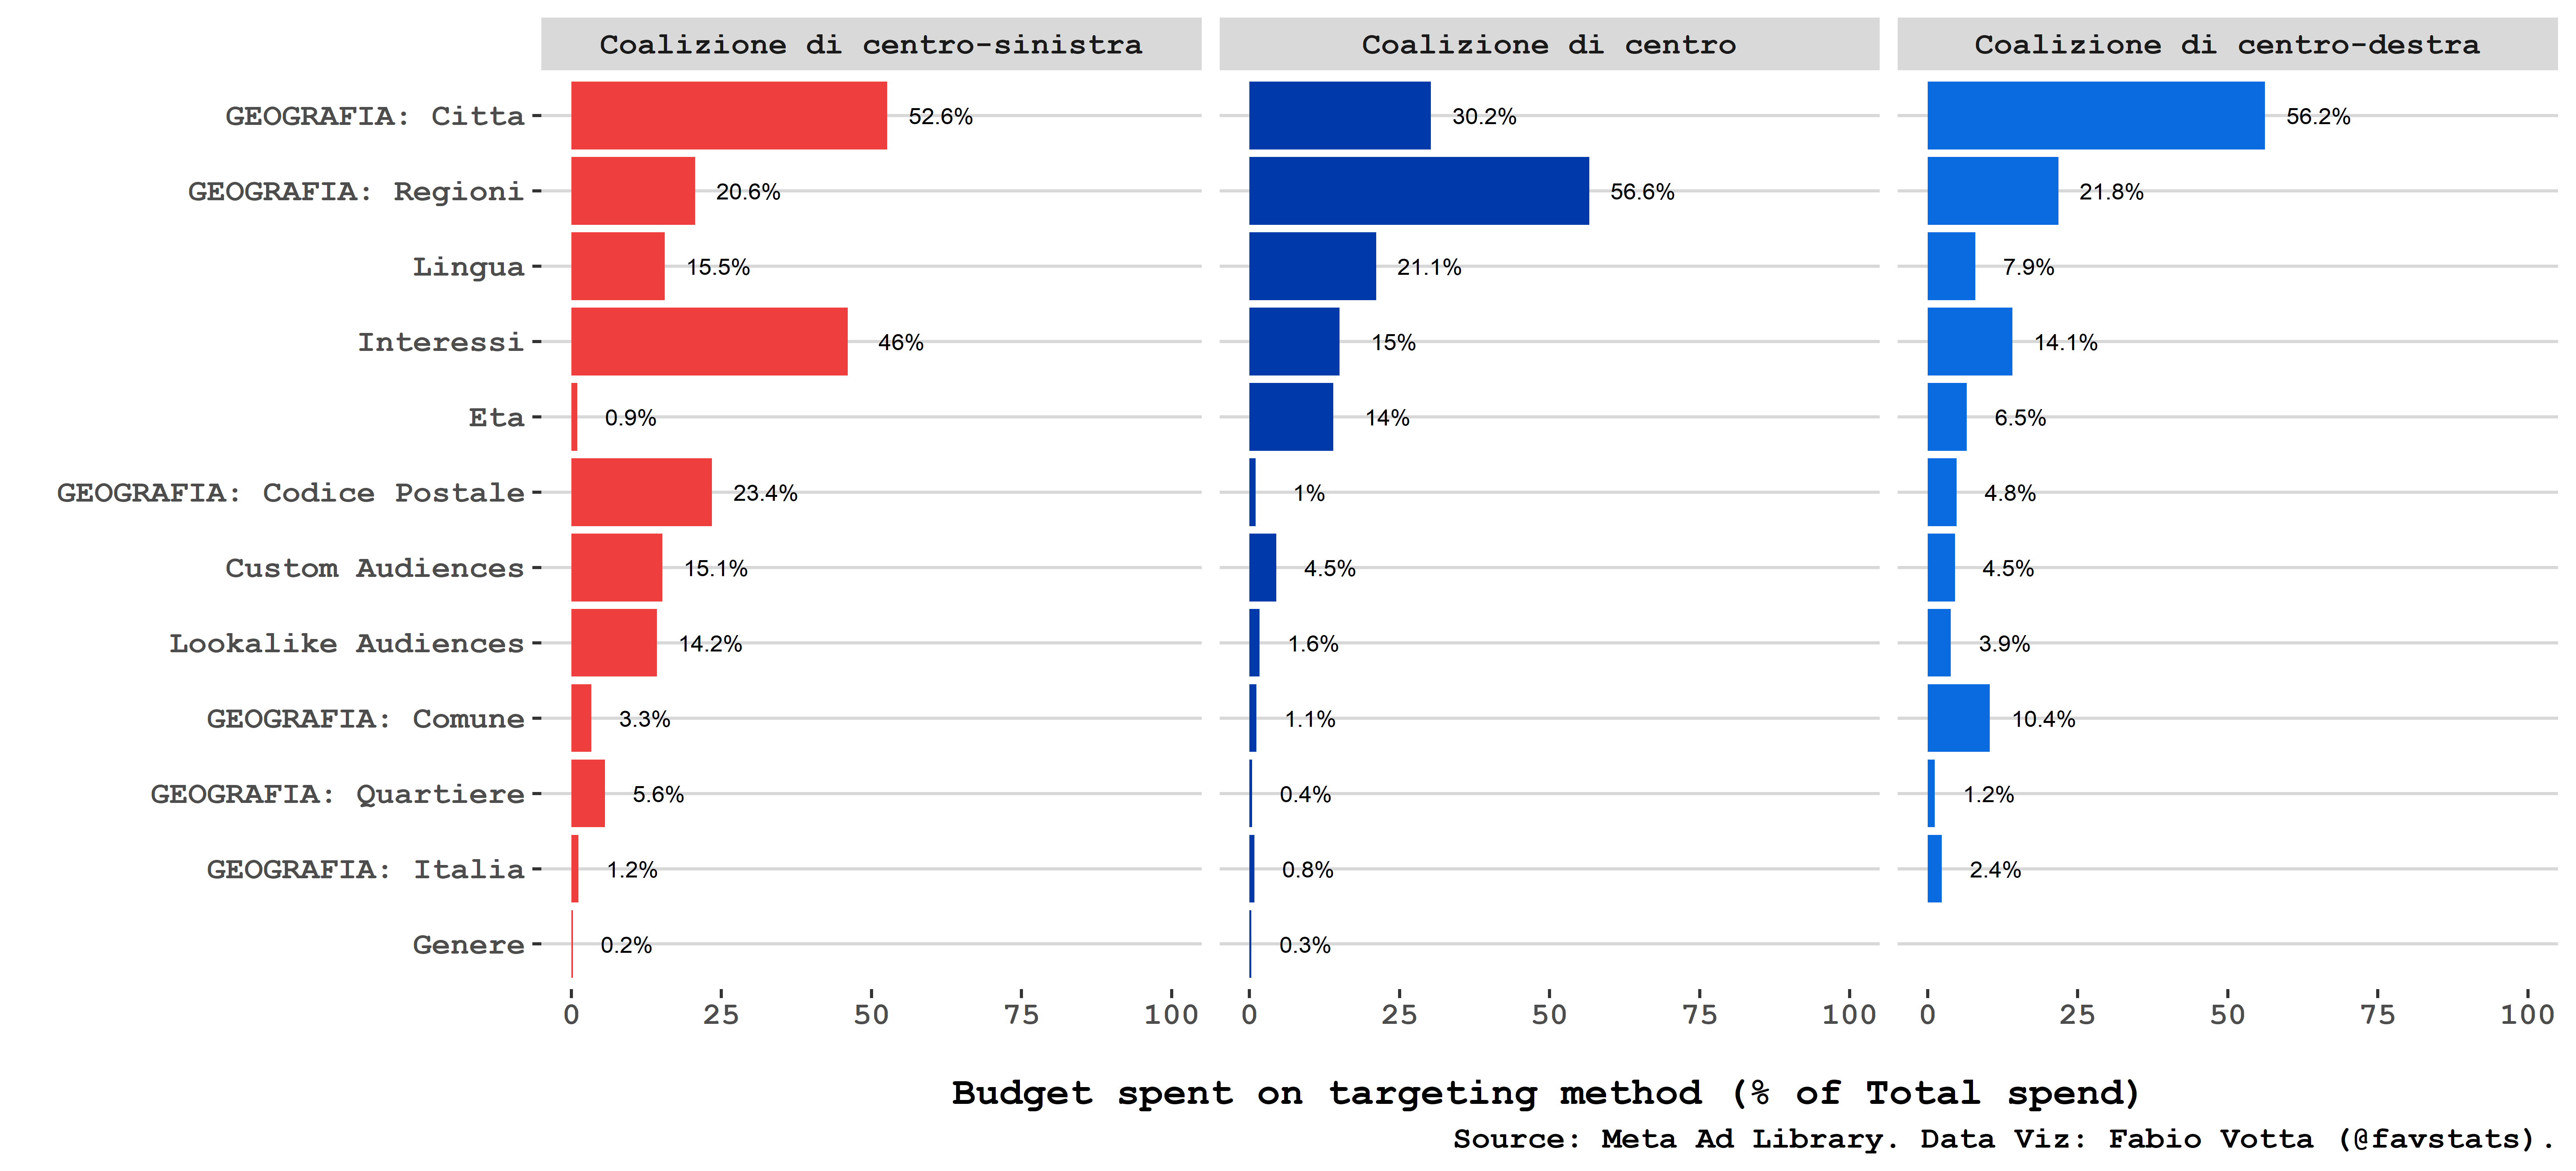 Coalizione di centro-sinistra Coalizione di centro Coalizione di centro-destra
GEOGRAFIA: Citta 52.6% 30.2% 56.2%
GEOGRAFIA: Regioni 20.6% 56.6% 21.8%
Lingua 15.5% 21.1% 7.9%
Interessi 46% 15% 14.1%
Eta 0.9% 14% 6.5%
GEOGRAFIA: Codice Postale 23.4% 1% 4.8%
Custom Audiences 15.1% 4.5% 4.5%
Lookalike Audiences 14.2% 1.6% 3.9%
GEOGRAFIA: Comune 3.3% 1.1% 10.4%
GEOGRAFIA: Quartiere 5.6% 0.4% 1.2%
GEOGRAFIA: Italia 1.2% 0.8% 2.4%
Genere 0.2% 0.3%
0 25 50 75 100 0 25 50 75 100 0 25 50 75 100
Budget spent on targeting method (% of Total spend)
Source: Meta Ad Library. Data Viz: Fabio Votta (@favstats).